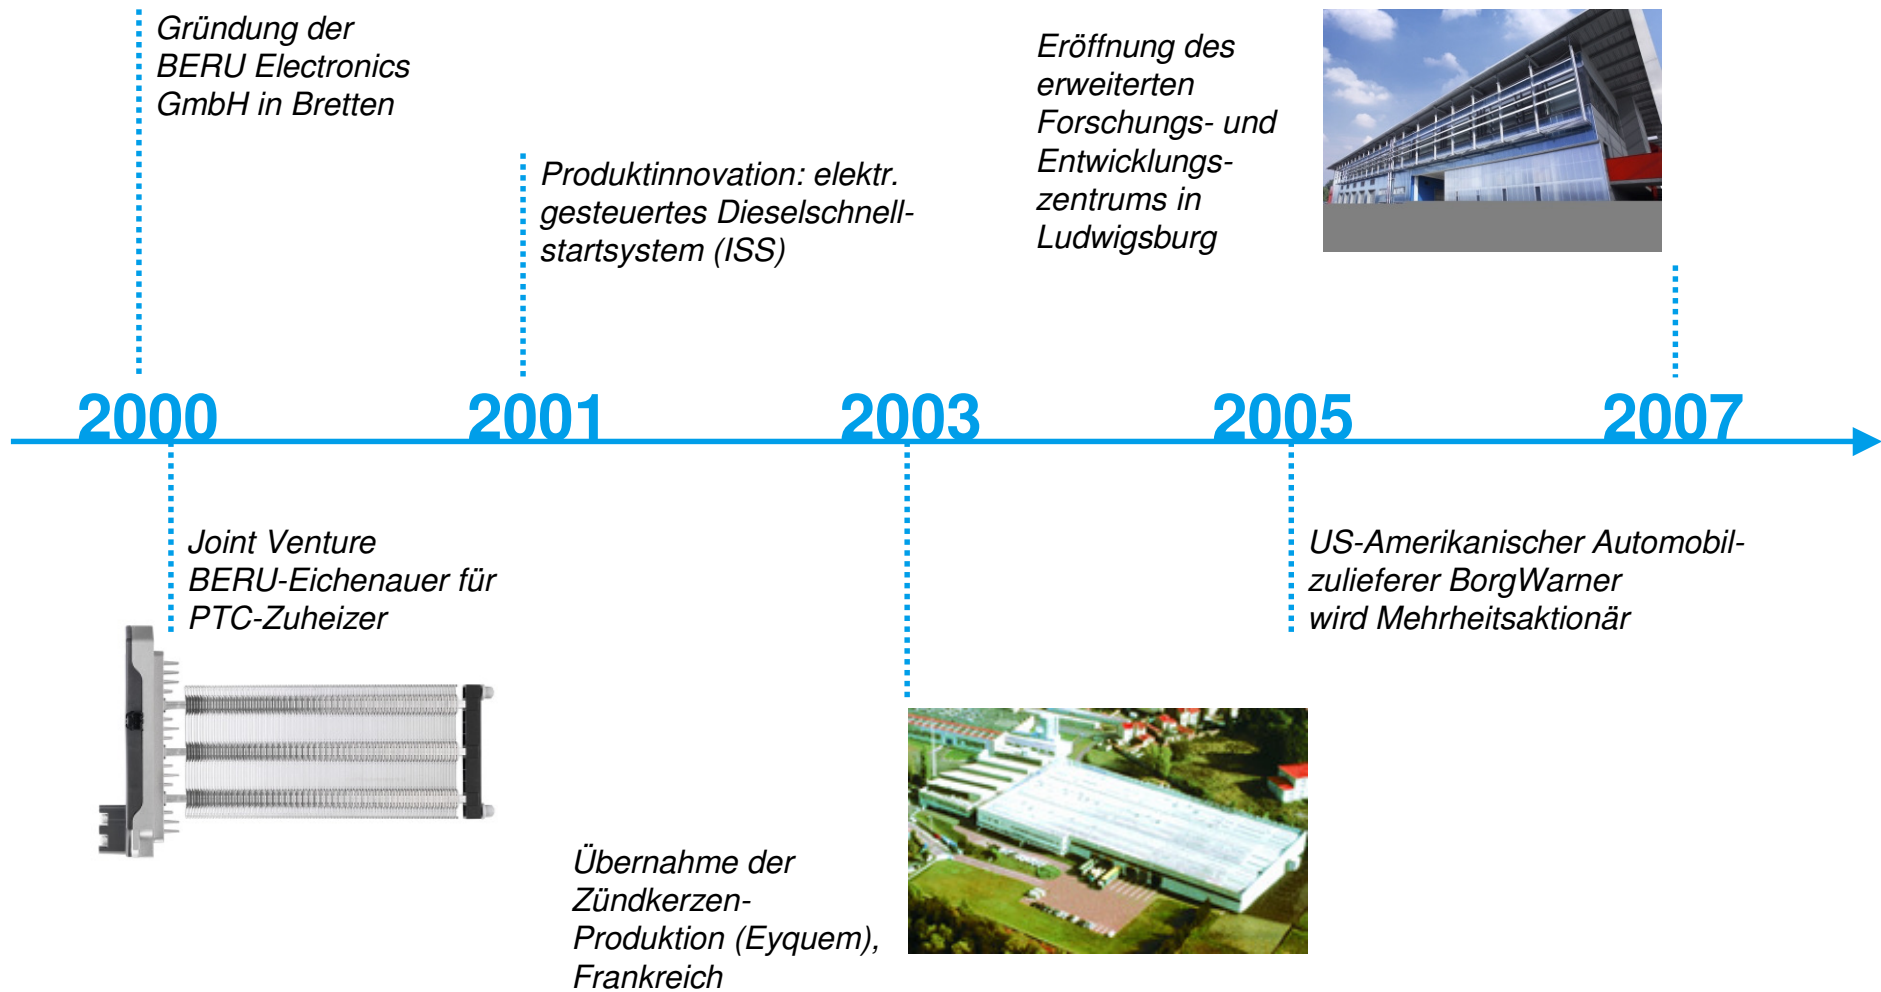 Gründung der
BERU Electronics
GmbH in Bretten
Produktinnovation: elektr.
gesteuertes Dieselschnell-
startsystem (ISS)
Eröffnung des
erweiterten
Forschungs- und
Entwicklungs-
zentrums in
Ludwigsburg
2000 2001 2003 2005 2007
Joint Venture
BERU-Eichenauer für
PTC-Zuheizer
Übernahme der
Zündkerzen-
Produktion (Eyquem),
Frankreich
US-Amerikanischer Automobil-
zulieferer BorgWarner
wird Mehrheitsaktionär